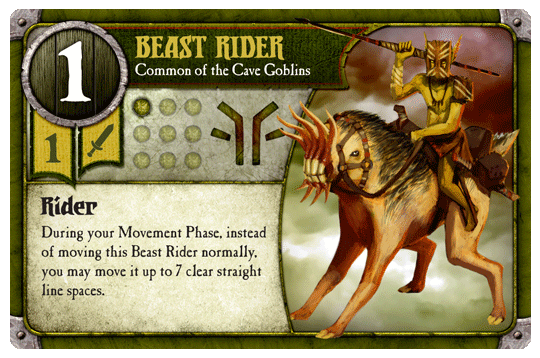 1
BEAST RIDER
Common of the Cave Goblins
1
Rider
During your Movement Phase, instead
of moving this Beast Rider normally,
you may move it up to 7 clear straight
line spaces.